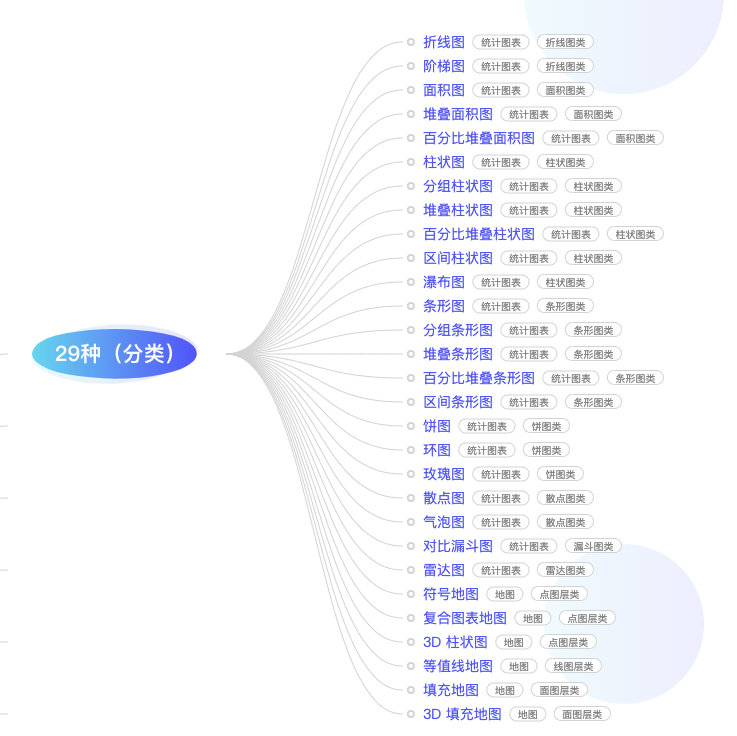 29种（分类）
折线图 统计图表 折线图类
阶梯图 统计图表 折线图类
面积图 统计图表 面积图类
堆叠面积图 统计图表 面积图类
百分比堆叠面积图 统计图表 面积图类
柱状图 统计图表 柱状图类
分组柱状图 统计图表 柱状图类
堆叠柱状图 统计图表 柱状图类
百分比堆叠柱状图 统计图表 柱状图类
区间柱状图 统计图表 柱状图类
瀑布图 统计图表 柱状图类
条形图 统计图表 条形图类
分组条形图 统计图表 条形图类
堆叠条形图 统计图表 条形图类
百分比堆叠条形图 统计图表 条形图类
区间条形图 统计图表 条形图类
饼图 统计图表 饼图类
环图 统计图表 饼图类
玫瑰图 统计图表 饼图类
散点图 统计图表 散点图类
气泡图 统计图表 散点图类
对比漏斗图 统计图表 漏斗图类
雷达图 统计图表 雷达图类
符号地图 地图 点图层类
复合图表地图 地图 点图层类
3D 柱状图 地图 点图层类
等值线地图 地图 线图层类
填充地图 地图 面图层类
3D 填充地图 地图 面图层类